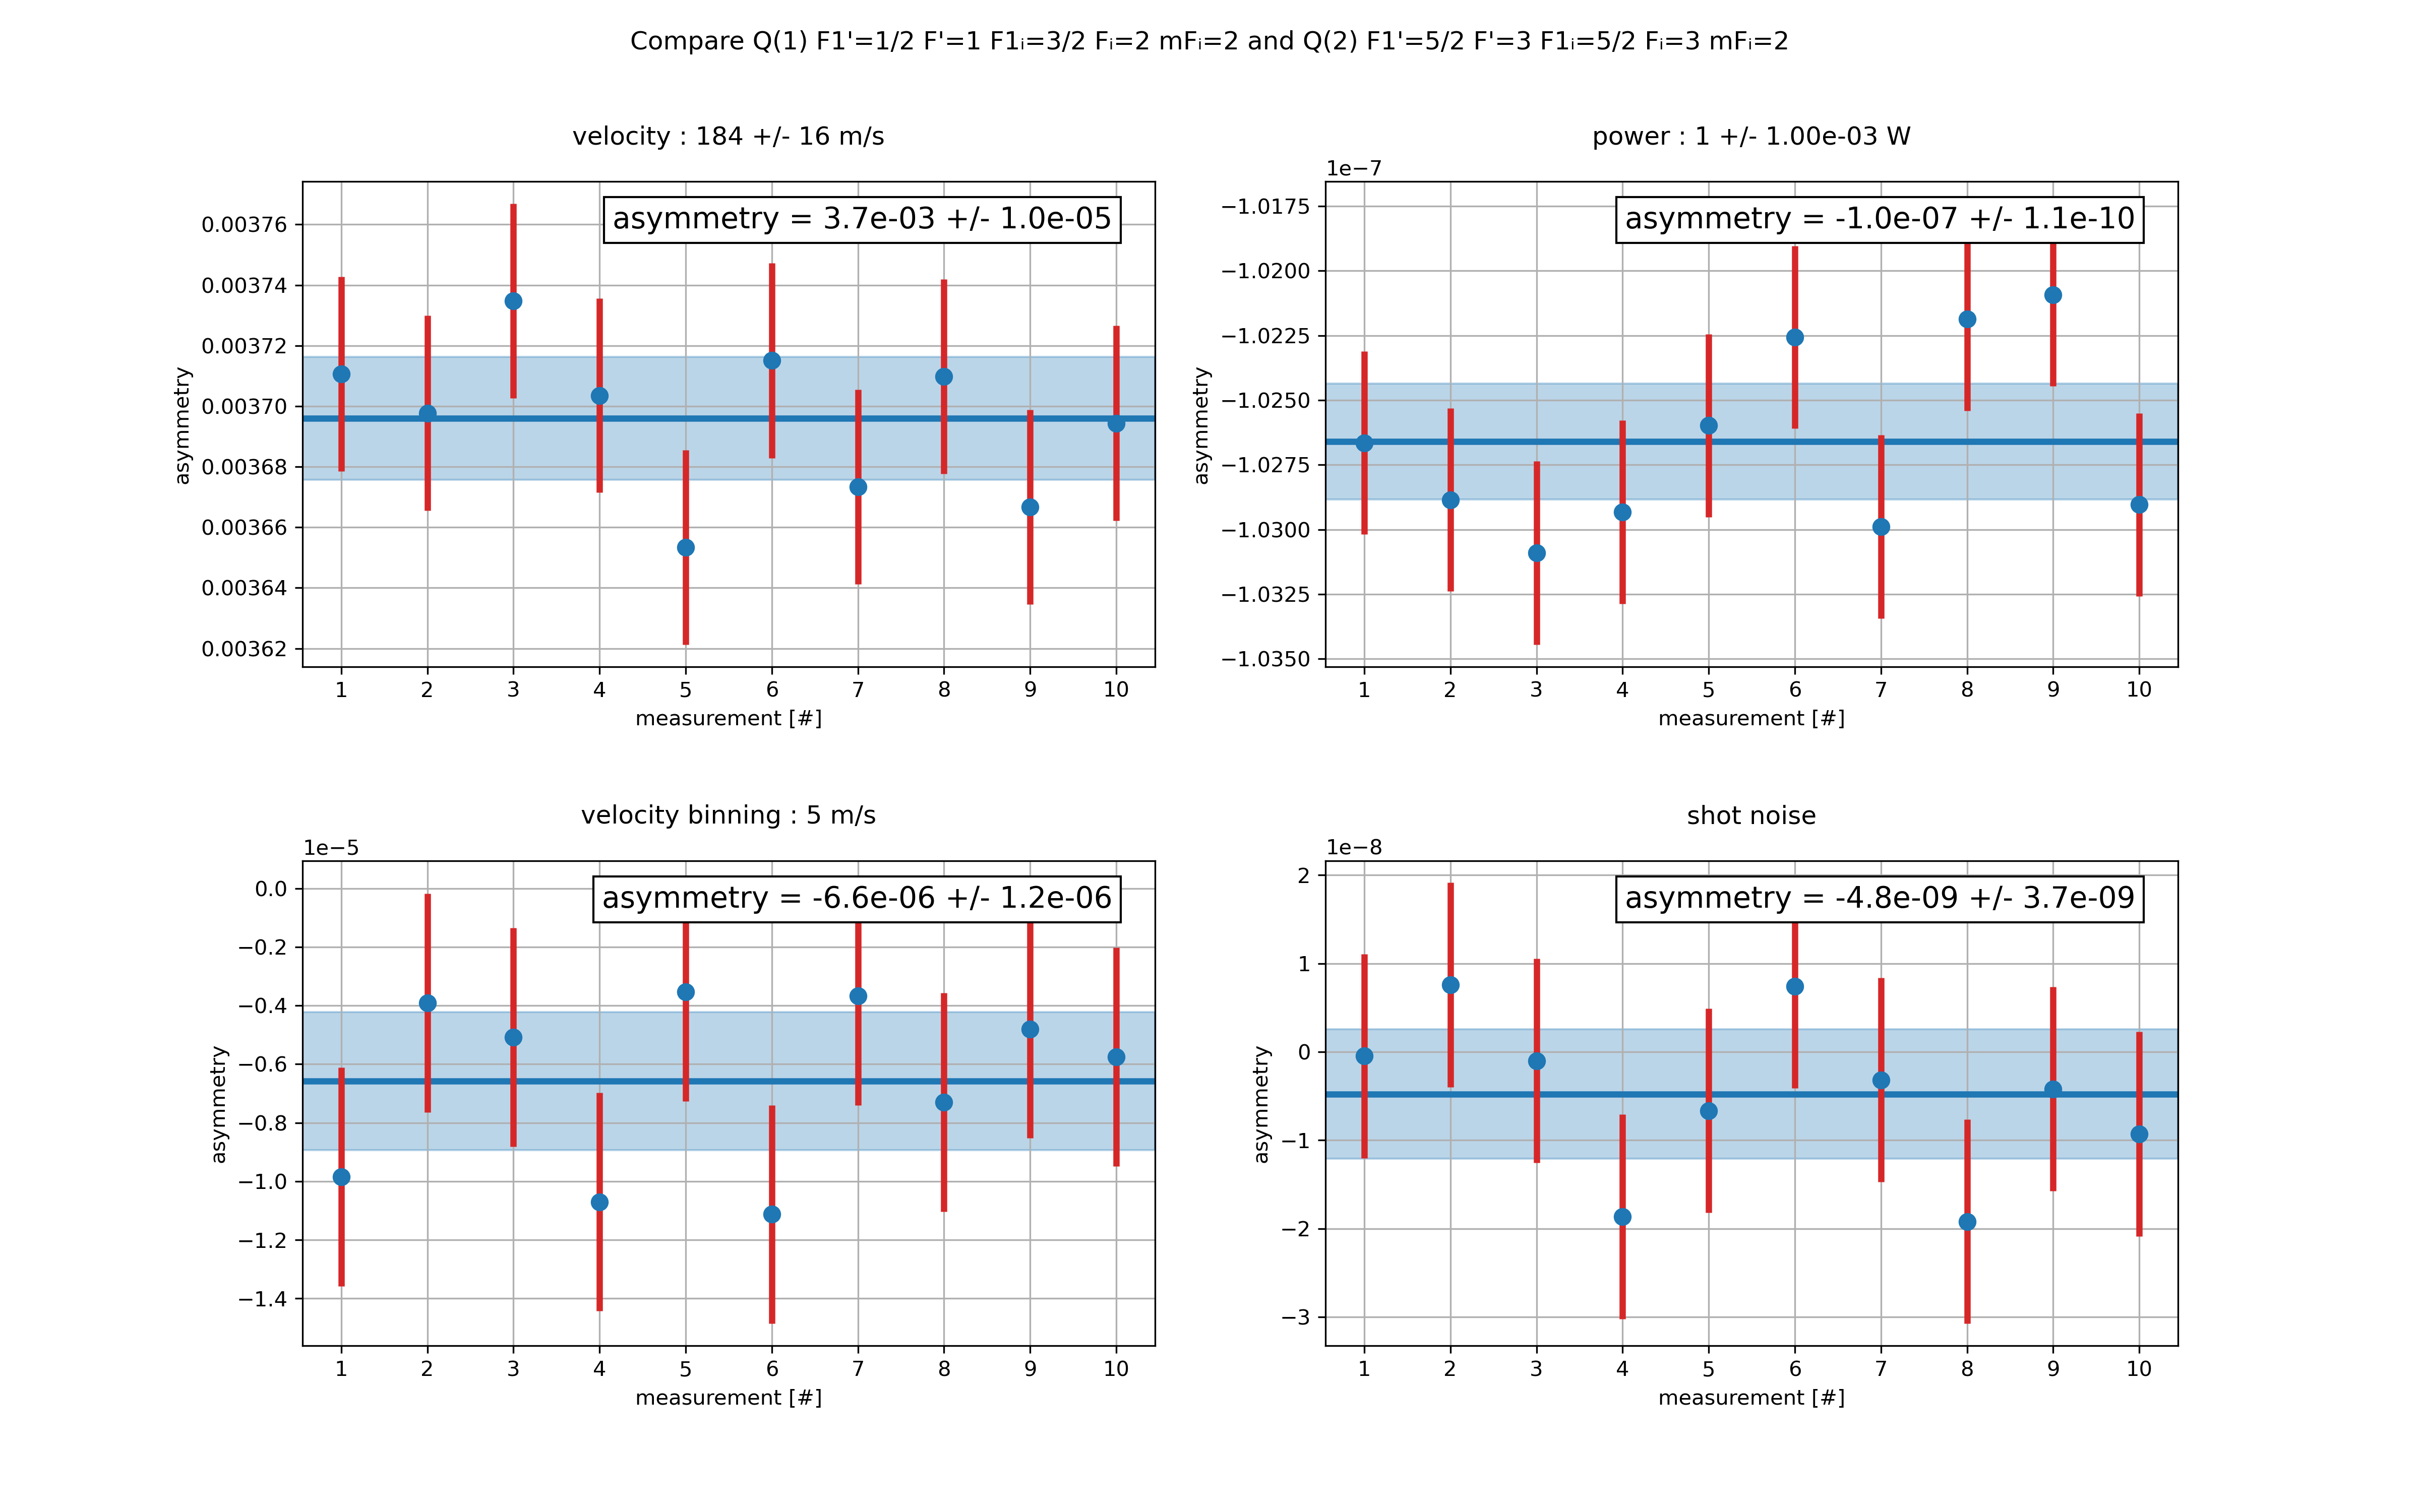 Compare Q(1) F1'=1/2 F'=1 F1ᵢ=3/2 Fᵢ=2 mFᵢ=2 and Q(2) F1'=5/2 F'=3 F1ᵢ=5/2 Fᵢ=3 mFᵢ=2
velocity : 184 +/- 16 m/s
asymmetry = 3.7e-03 +/- 1.0e-05
0.00376
0.00374
0.00372
0.00370
0.00368
0.00366
0.00364
0.00362
asymmetry
1 2 3 4 5 6 7 8 9 10
measurement [#]
power : 1 +/- 1.00e-03 W
1e−7
asymmetry = -1.0e-07 +/- 1.1e-10
−1.0175
−1.0200
−1.0225
−1.0250
−1.0275
−1.0300
−1.0325
−1.0350
asymmetry
1 2 3 4 5 6 7 8 9 10
measurement [#]
velocity binning : 5 m/s
1e−5
asymmetry = -6.6e-06 +/- 1.2e-06
0.0
−0.2
−0.4
−0.6
−0.8
−1.0
−1.2
−1.4
asymmetry
1 2 3 4 5 6 7 8 9 10
measurement [#]
shot noise
1e−8
asymmetry = -4.8e-09 +/- 3.7e-09
2
1
0
−1
−2
−3
asymmetry
1 2 3 4 5 6 7 8 9 10
measurement [#]